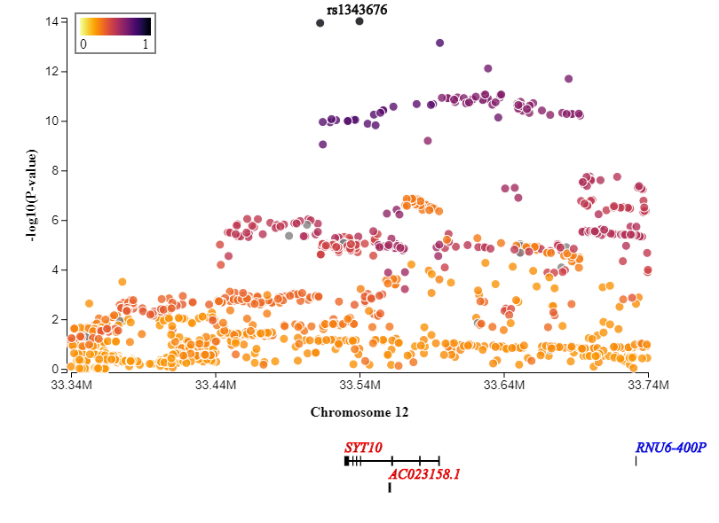 rs1343676
0 1
14
12
10
8
6
4
2
0
-log10(P-value)
33.34M 33.44M 33.54M 33.64M 33.74M
Chromosome 12
SYT10 RNU6-400P
AC023158.1